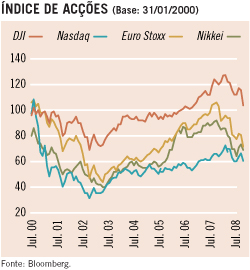 ÍNDICE DE ACÇÕES (Base: 31/01/2000)
DJI Nasdaq Euro Stoxx Nikkei
140
120
100
80
60
40
20
Jul. 00 Jul. 01 Jul. 02 Jul. 03 Jul. 04 Jul. 05 Jul. 06 Jul. 07 Jul. 08
Fonte: Bloomberg.